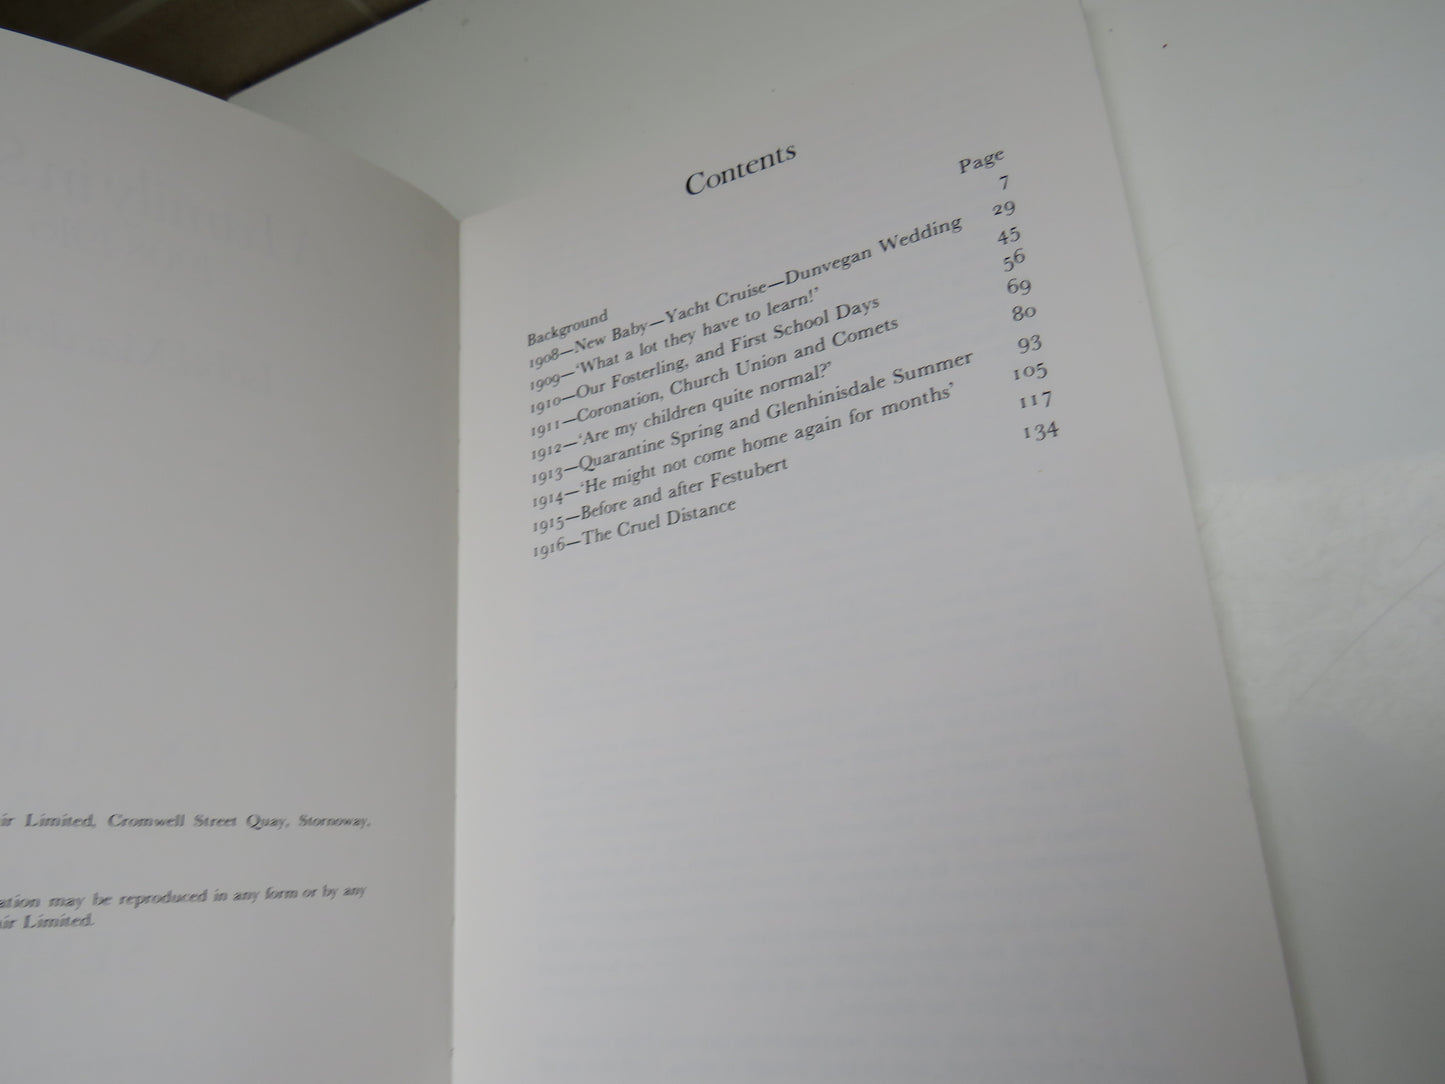 ir Limited, Cromwell Street Quay, Stornoway,
ation may be reproduced in any form or by any
ir Limited.
Contents
Page
Background 7
1908—New Baby—Yacht Cruise—Dunvegan Wedding 29
1909—‘What a lot they have to learn!’ 45
1910—Our Fosterling, and First School Days 56
1911—Coronation, Church Union and Comets 69
1912—‘Are my children quite normal?’ 80
1913—Quarantine Spring and Glenhinisdale Summer 93
1914—‘He might not come home again for months’ 105
1915—Before and after Festubert 117
1916—The Cruel Distance 134